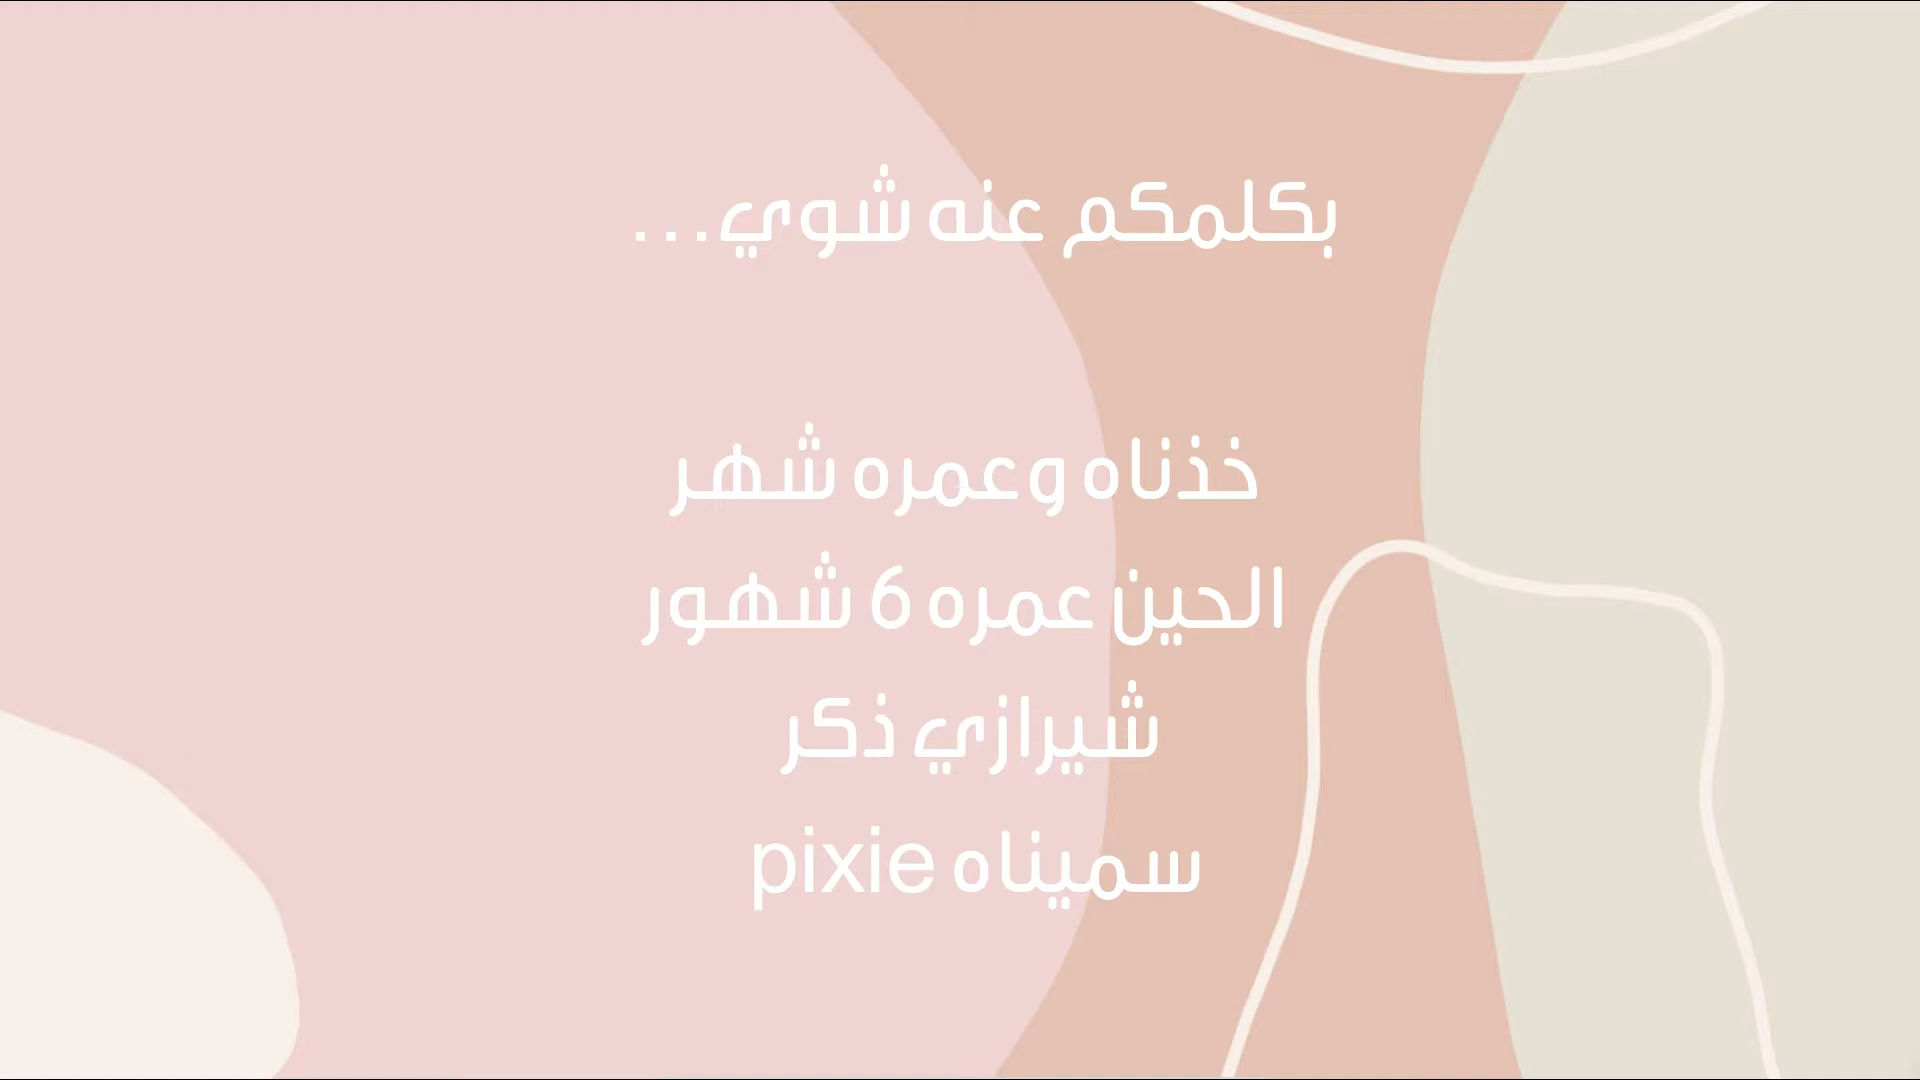 بكلمكم عنه شوي...
خذناه وعمره شهر
الحين عمره 6 شهور
شيرازي ذكر
سميناه pixie